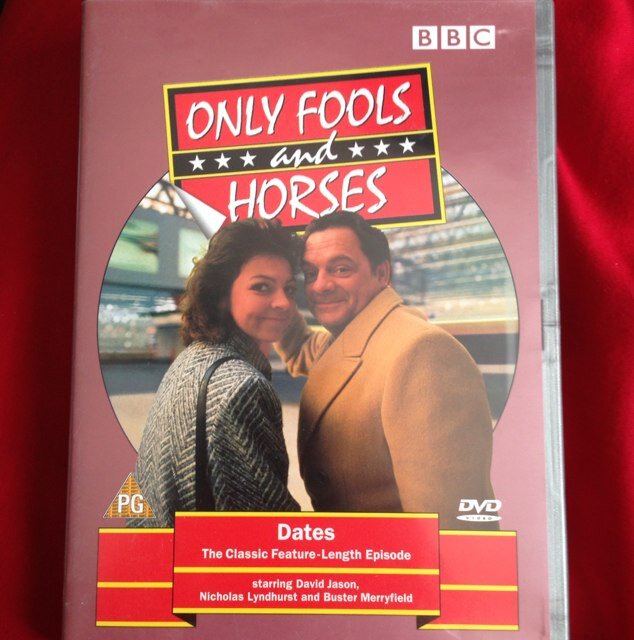 BBC
ONLY FOOLS
and
HORSES
PG
DVD
VIDEO
Dates
The Classic Feature-Length Episode
starring David Jason,
Nicholas Lyndhurst and Buster Merryfield